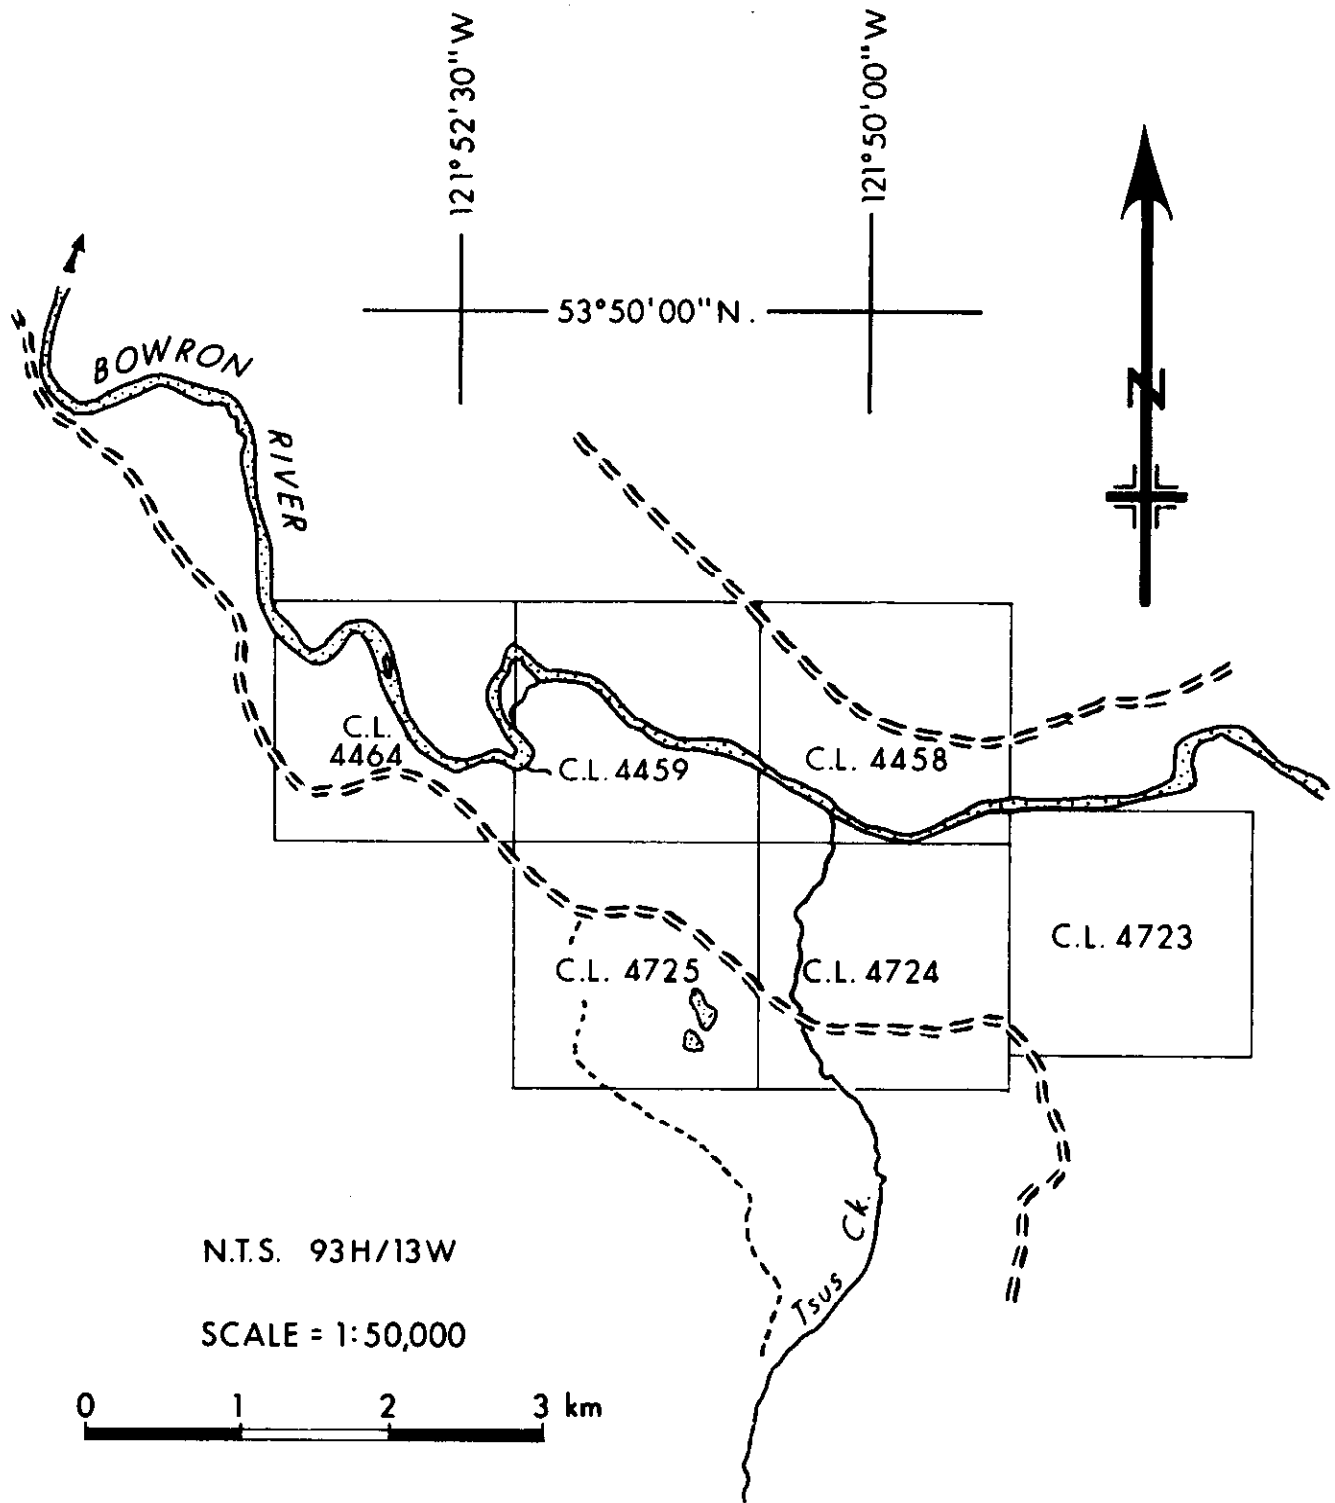 121°52'30"W
121°50'00"W
53°50'00"N.
BOWRON
RIVER
N
C.L.
4464
C.L. 4459
C.L. 4458
C.L. 4725
C.L. 4724
C.L. 4723
Tsus Ck.
N.T.S. 93H/13W
SCALE = 1:50,000
0 1 2 3 km